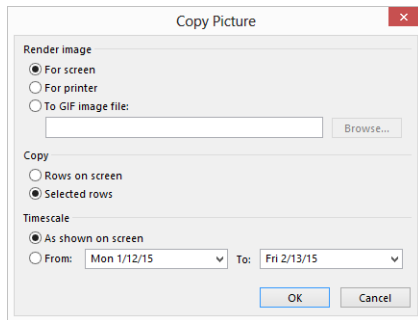 Copy Picture
Render image
For screen
For printer
To GIF image file:
Browse...
Copy
Rows on screen
Selected rows
Timescale
As shown on screen
From: Mon 1/12/15 To: Fri 2/13/15
OK Cancel